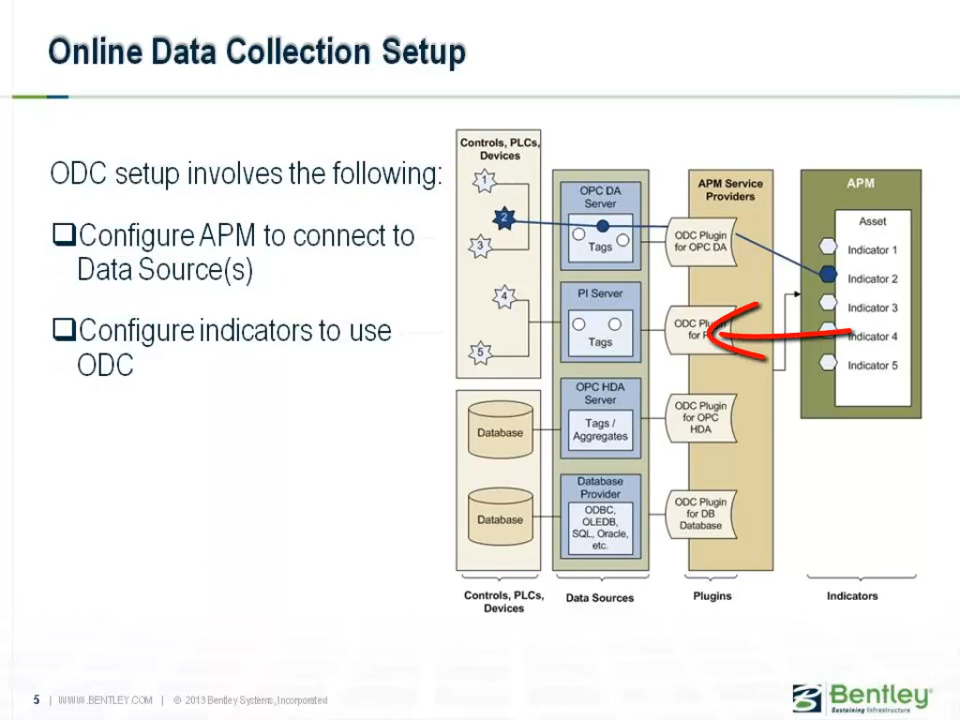 Online Data Collection Setup
ODC setup involves the following:
Configure APM to connect to
Data Source(s)
Configure indicators to use
ODC
Controls, PLCs,
Devices
1
2
3
4
5
Database
Database
OPC DA
Server
Tags
PI Server
Tags
OPC HDA
Server
Tags /
Aggregates
Database
Provider
ODBC,
OLEDB,
SQL, Oracle,
etc.
APM Service
Providers
ODC Plugin
for OPC DA
ODC
for
ODC Plugin
for OPC
HDA
ODC Plugin
for DB
Database
APM
Asset
Indicator 1
Indicator 2
Indicator 3
Indicator 4
Indicator 5
Controls, PLCs,
Devices
Data Sources
Plugins
Indicators
5 | WWW.BENTLEY.COM | © 2013 Bentley Systems, Incorporated
Bentley®
Sustaining Infrastructure